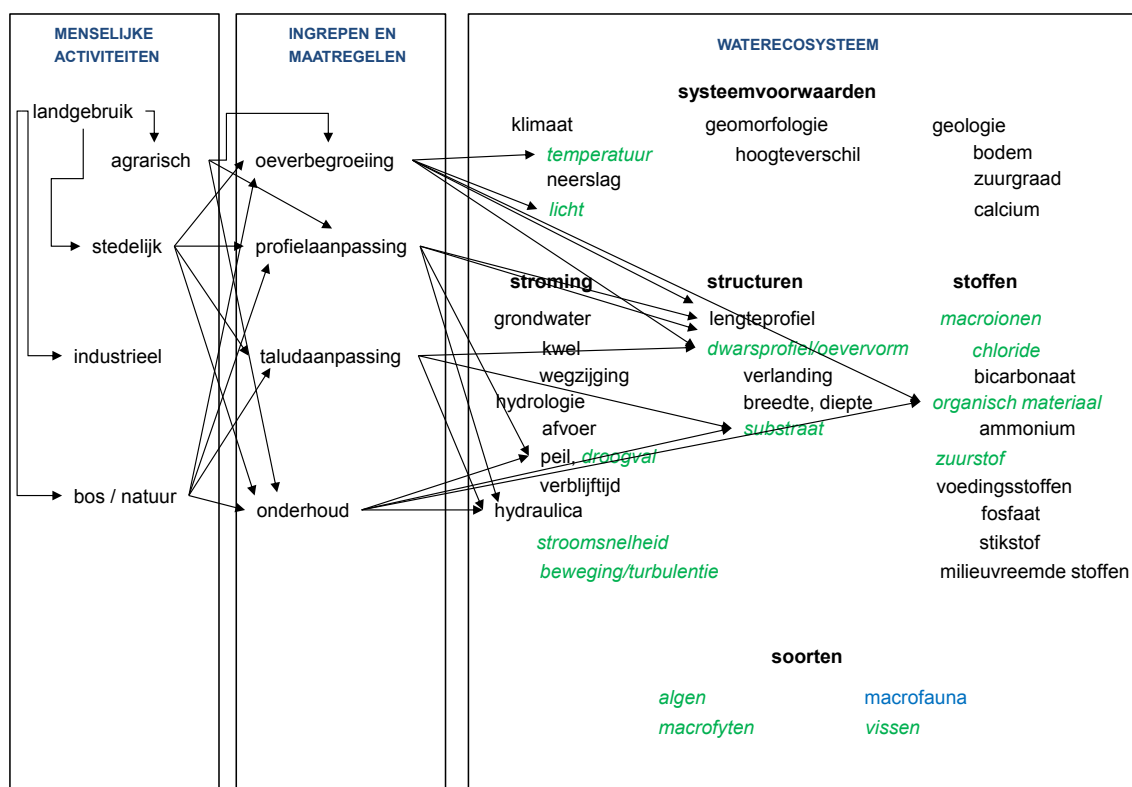 MENSELIJKE
ACTIVITEITEN
landgebruik
agrarisch
stedelijk
industrieel
bos / natuur
INGREPEN EN
MAATREGELEN
oeverbegroeiing
profielaanpassing
taludaanpassing
onderhoud
WATERECOSYSTEEM
systeemvoorwaarden
klimaat
temperatuur
neerslag
licht
geomorfologie
hoogteverschil
geologie
bodem
zuurgraad
calcium
stroming
grondwater
kwel
wegzijging
hydrologie
afvoer
peil, droogval
verblijftijd
hydraulica
stroomsnelheid
beweging/turbulentie
structuren
lengteprofiel
dwarsprofiel/oevervorm
verlanding
breedte, diepte
substraat
stoffen
macroionen
chloride
bicarbonaat
organisch materiaal
ammonium
zuurstof
voedingsstoffen
fosfaat
stikstof
milieuvreemde stoffen
soorten
algen
macrofauna
macrofyten
vissen